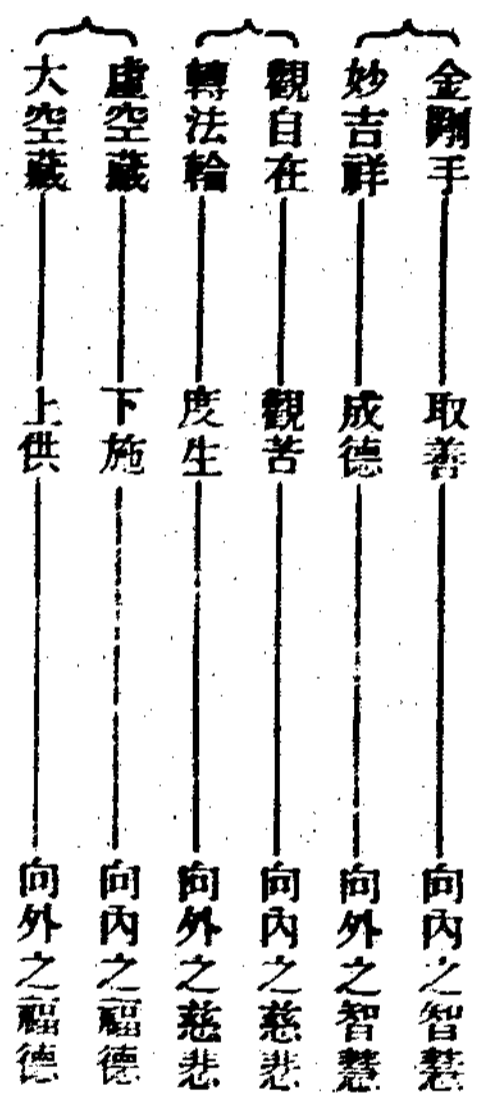 金剛手 取善 向內之智慧
妙吉祥 成德 向外之智慧
觀自在 觀苦 向內之慈悲
轉法輪 度生 向外之慈悲
虛空藏 下施 向內之福德
大空藏 上供 向外之福德